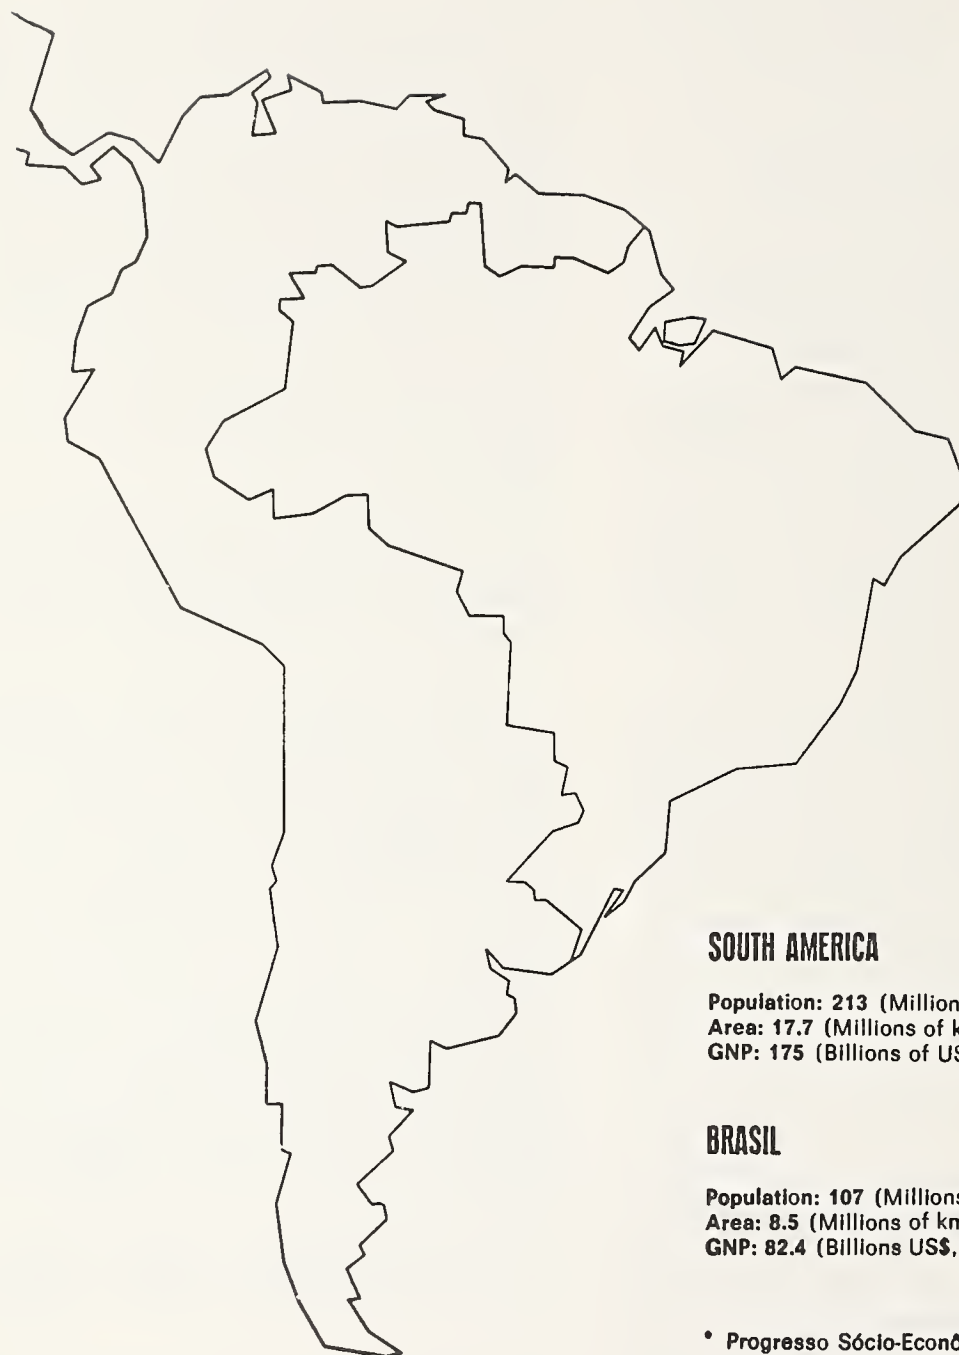 SOUTH AMERICA
Population: 213 (Million
Area: 17.7 (Millions of
GNP: 175 (Billions of US
BRASIL
Population: 107 (Millions
Area: 8.5 (Millions of km
GNP: 82.4 (Billions US$,
* Progresso Sócio-Econô